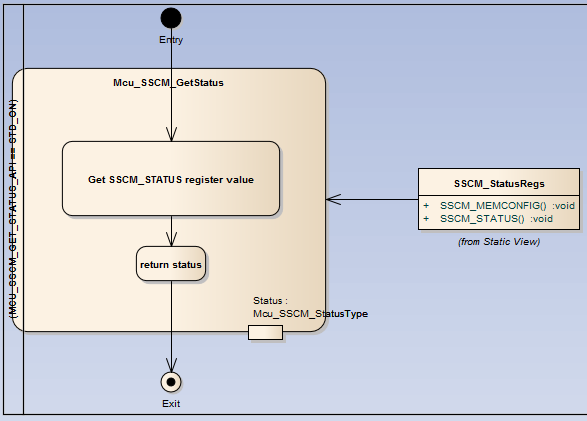 Entry
Mcu_SSCM_GetStatus
(MCU_SSCM_GET_STATUS_API == STD_ON)
Get SSCM_STATUS register value
SSCM_StatusRegs
+ SSCM_MEMCONFIG() :void
+ SSCM_STATUS() :void
(from Static View)
return status
Status :
Mcu_SSCM_StatusType
Exit